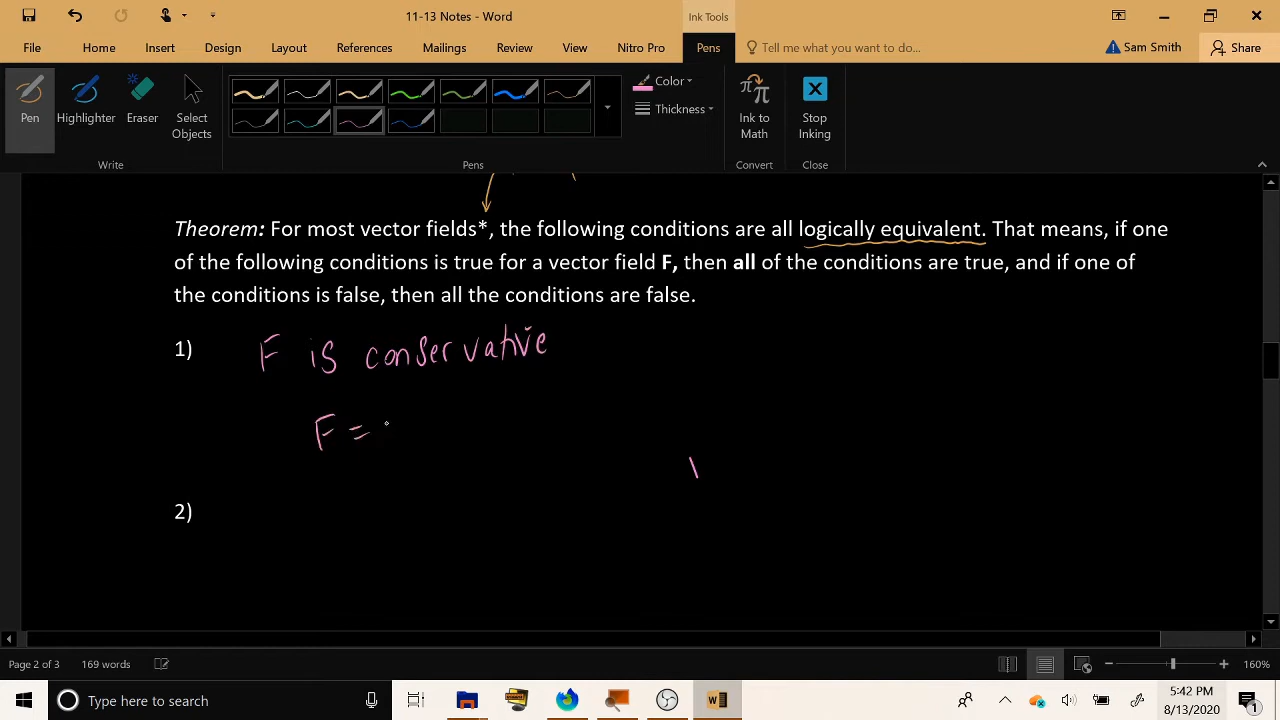 11-13 Notes - Word
Ink Tools
File Home Insert Design Layout References Mailings Review View Nitro Pro Pens Tell me what you want to do... Sam Smith Share
Pen Highlighter Eraser Select Objects
Color
Thickness
Ink to Math
Stop Inking
Write Pens Convert Close
Theorem: For most vector fields*, the following conditions are all logically equivalent. That means, if one
of the following conditions is true for a vector field F, then all of the conditions are true, and if one of
the conditions is false, then all the conditions are false.
1) F is conservative
F =
2)
Page 2 of 3 169 words 160%
Type here to search
5:42 PM
8/13/2020